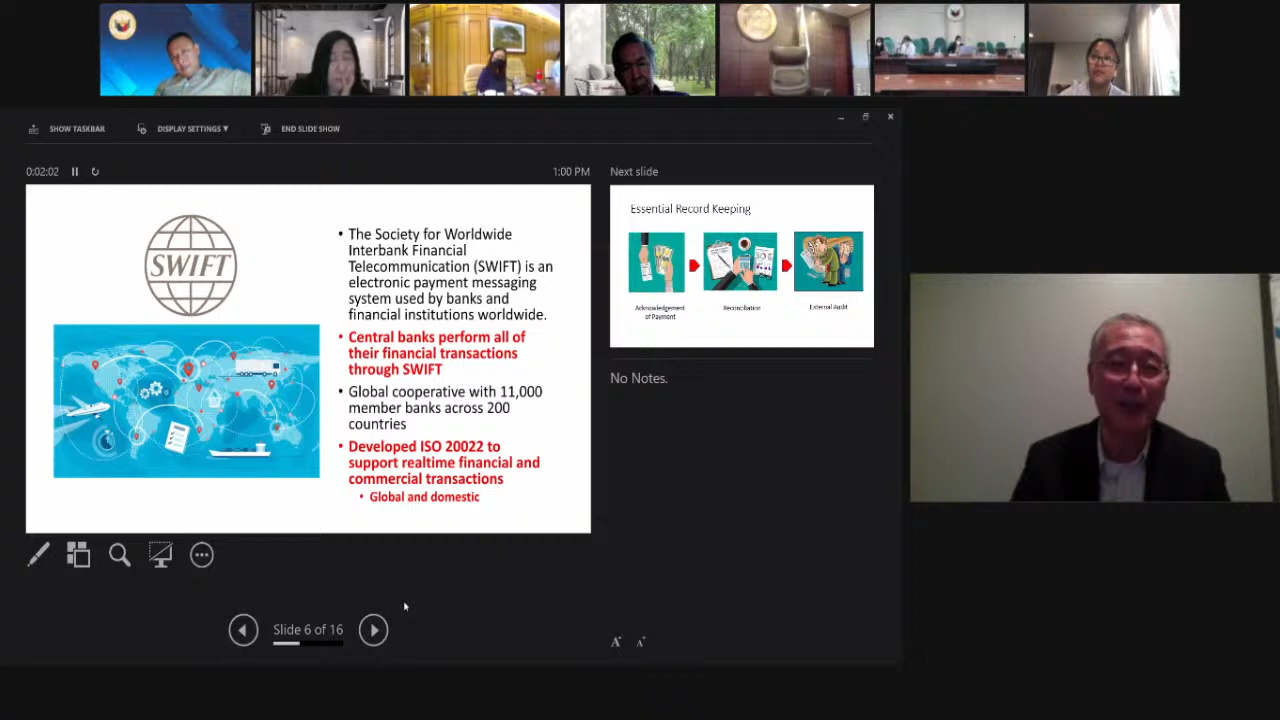 SHOW TASKBAR
DISPLAY SETTINGS ▼
END SLIDE SHOW
0:02:02
1:00 PM
SWIFT
• The Society for Worldwide
Interbank Financial
Telecommunication (SWIFT) is an
electronic payment messaging
system used by banks and
financial institutions worldwide.
• Central banks perform all of
their financial transactions
through SWIFT
• Global cooperative with 11,000
member banks across 200
countries
• Developed ISO 20022 to
support realtime financial and
commercial transactions
• Global and domestic
Next slide
Essential Record Keeping
Acknowledgement
of Payment
Reconciliation
External Audit
No Notes.
Slide 6 of 16
A
A